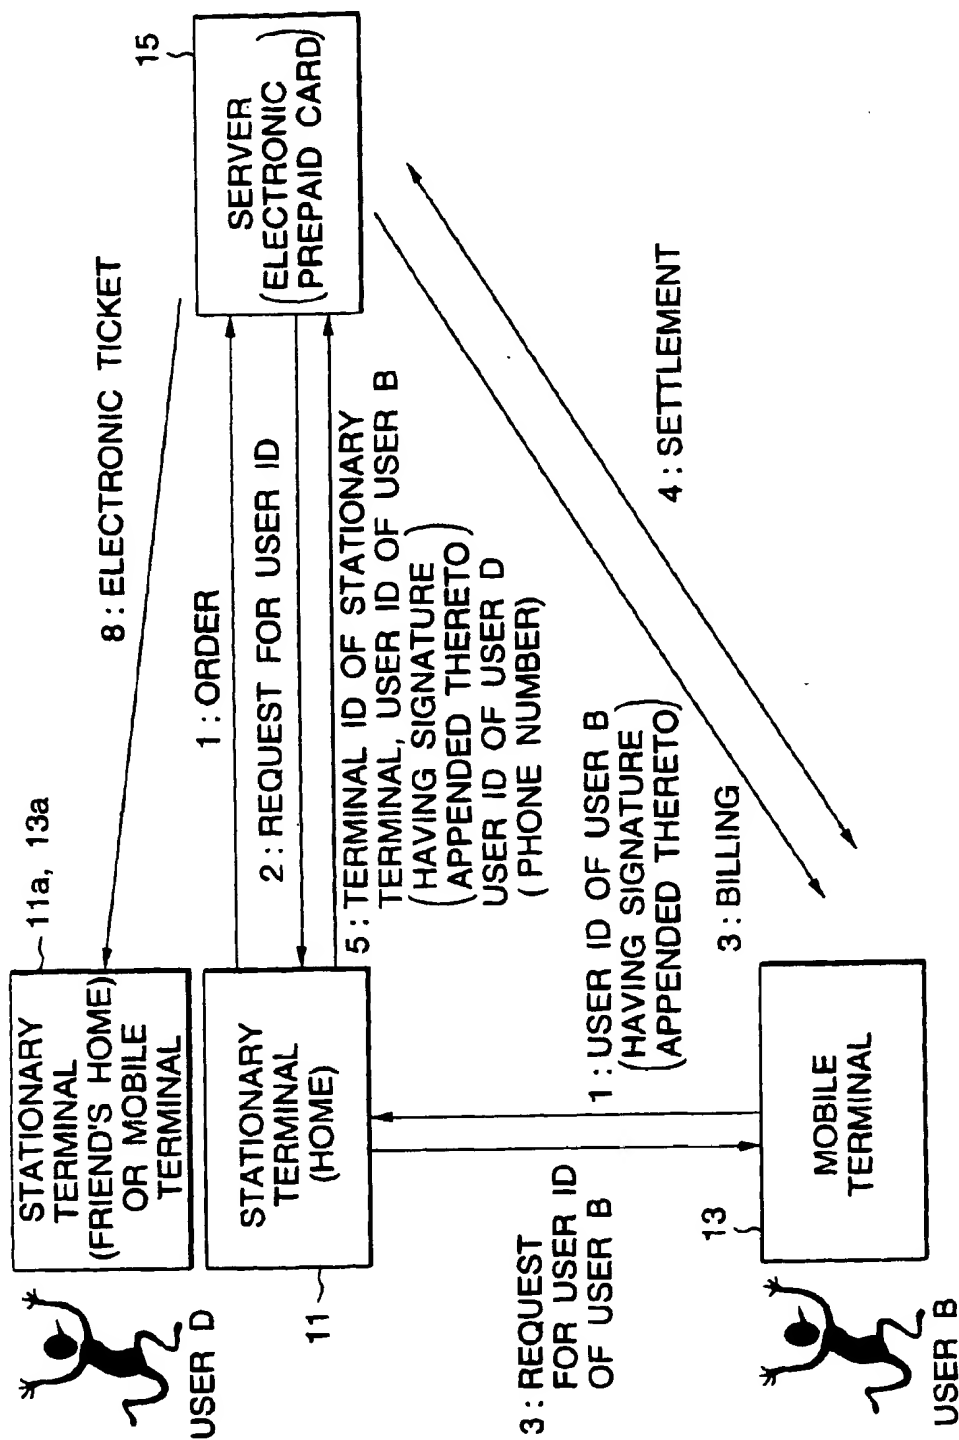 15
SERVER
(ELECTRONIC
PREPAID CARD)
8 : ELECTRONIC TICKET
1 : ORDER
2 : REQUEST FOR USER ID
5 : TERMINAL ID OF STATIONARY
TERMINAL, USER ID OF USER B
(HAVING SIGNATURE
APPENDED THERETO)
USER ID OF USER D
(PHONE NUMBER)
4 : SETTLEMENT
3 : BILLING
1 : USER ID OF USER B
(HAVING SIGNATURE
APPENDED THERETO)
11a, 13a
STATIONARY
TERMINAL
(FRIEND'S HOME)
OR MOBILE
TERMINAL
USER D
STATIONARY
TERMINAL
(HOME)
11
3 : REQUEST
FOR USER ID
OF USER B
13
MOBILE
TERMINAL
USER B